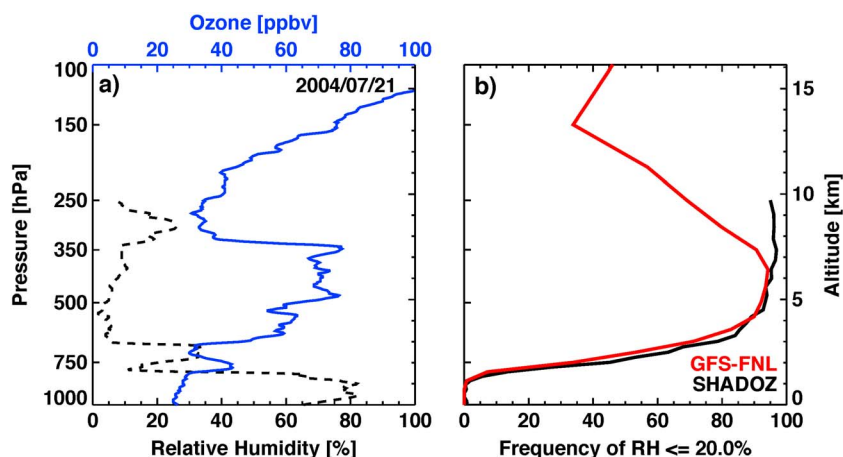 Ozone [ppbv]
0 20 40 60 80 100
a) 2004/07/21
100
150
250
350
500
750
1000
Pressure [hPa]
0 20 40 60 80 100
Relative Humidity [%]
b)
15
10
5
0
Altitude [km]
GFS-FNL
SHADOZ
0 20 40 60 80 100
Frequency of RH <= 20.0%